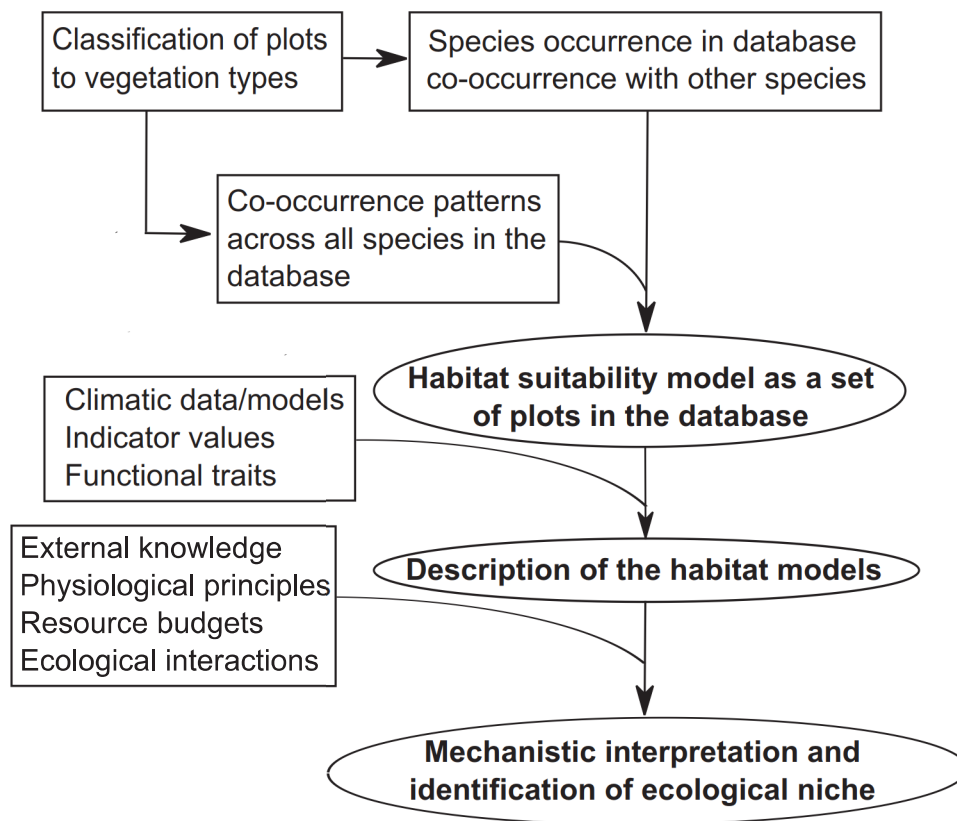 Classification of plots
to vegetation types
Species occurrence in database
co-occurrence with other species
Co-occurrence patterns
across all species in the
database
Habitat suitability model as a set
of plots in the database
Climatic data/models
Indicator values
Functional traits
External knowledge
Physiological principles
Resource budgets
Ecological interactions
Description of the habitat models
Mechanistic interpretation and
identification of ecological niche